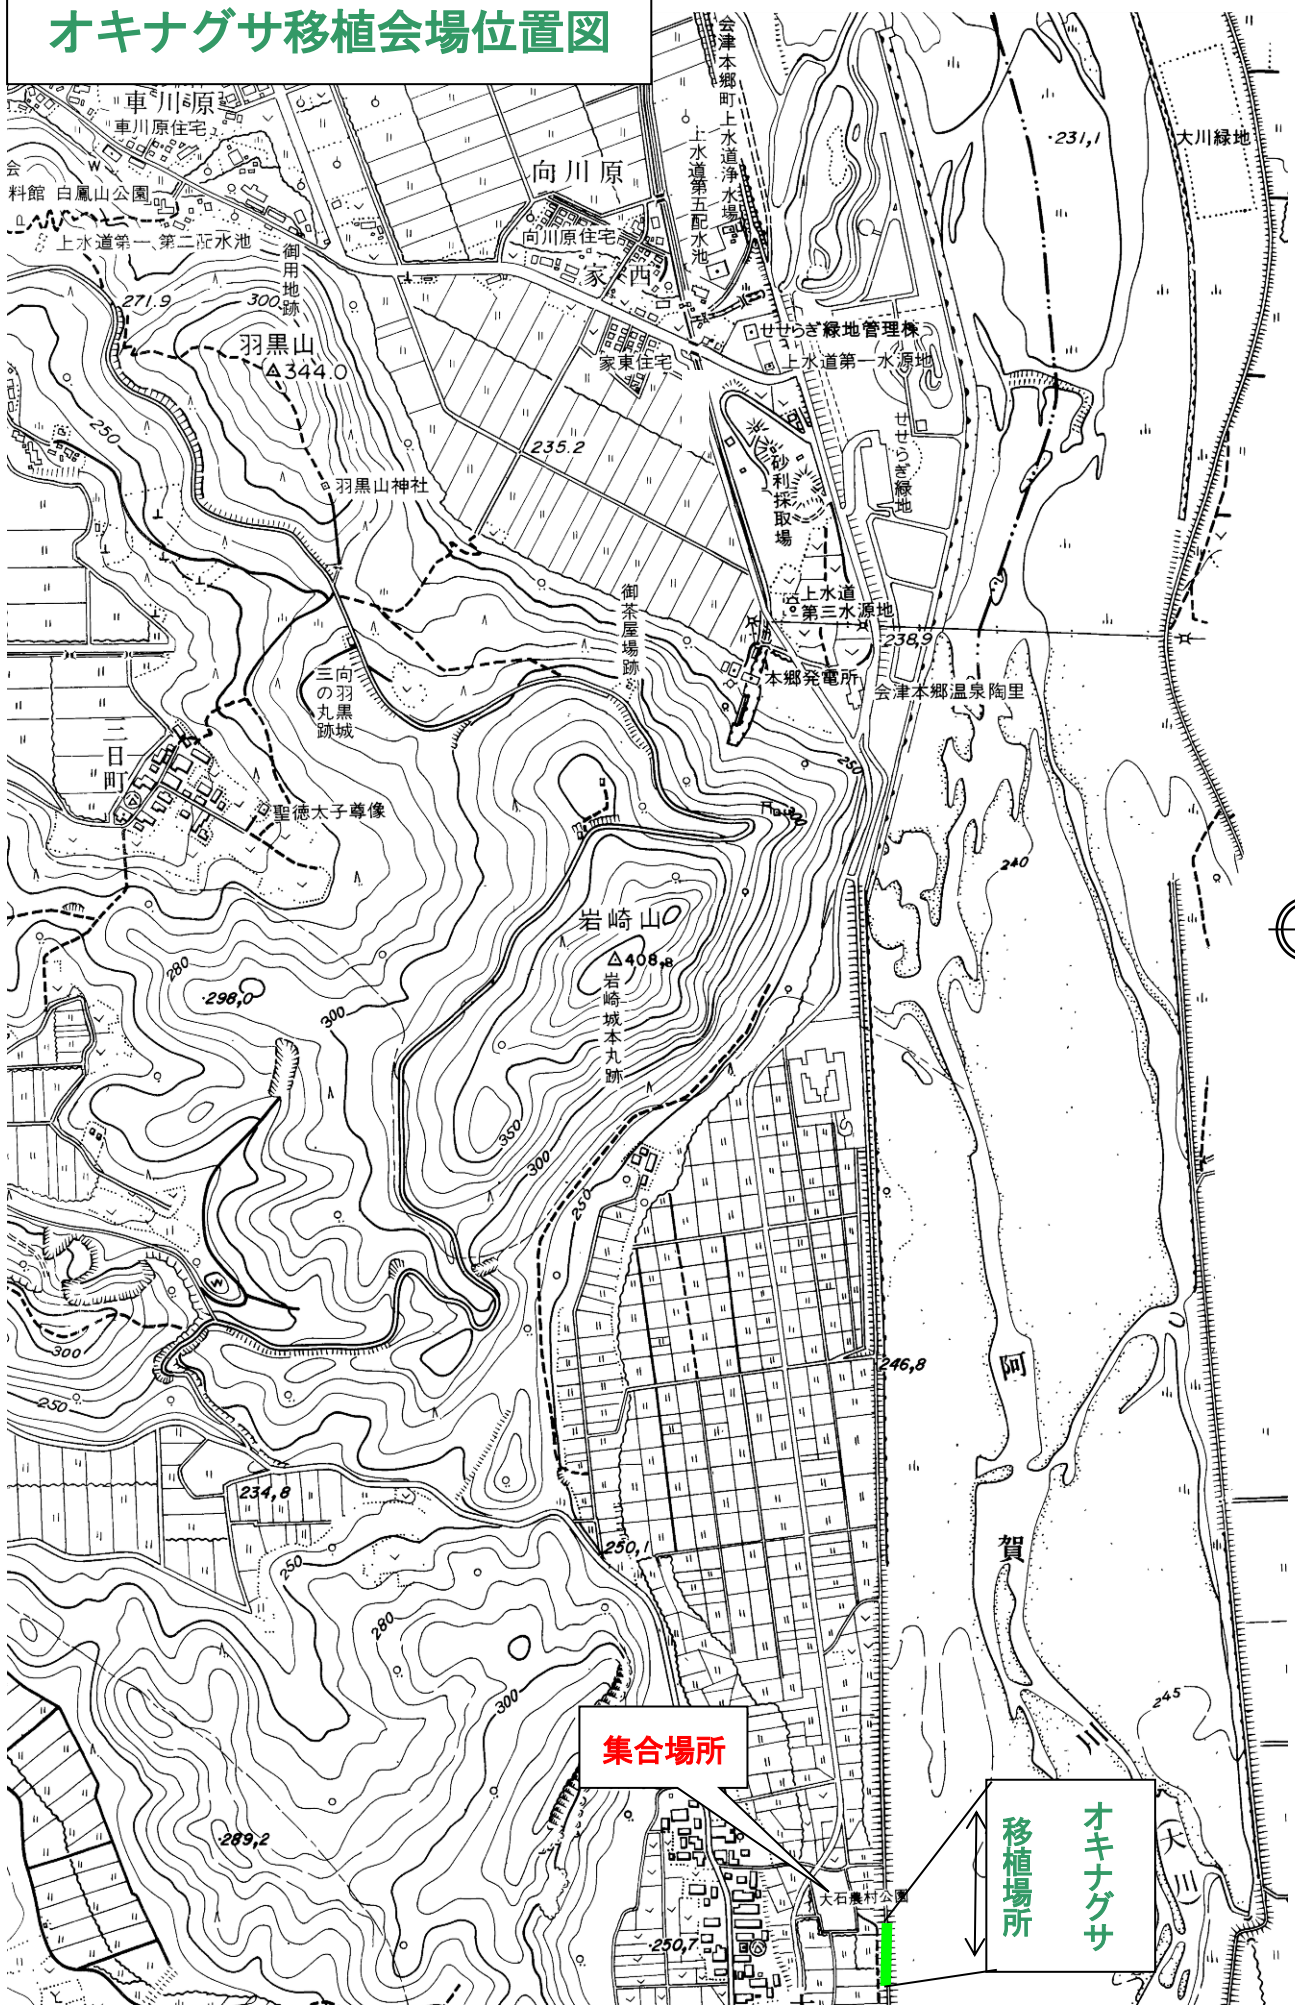 オキナグサ移植会場位置図
会津本郷町上水道浄水場
上水道第五配水池
車川原
車川原住宅
W
会
料館
白鳳山公園
上水道第一、第二配水池
御用地跡
向川原
向川原住宅
家西
家東住宅
231,1
大川緑地
271.9
300
羽黒山
344.0
250
235.2
羽黒山神社
せせらぎ緑地管理棟
上水道第一水源地
せせらぎ緑地
砂利採取場
上水道
第三水源地
238,9
御茶屋場跡
本郷発電所
会津本郷温泉陶里
向羽黒城
三の丸跡
三日町
聖徳太子尊像
250
240
岩崎山
408,8
岩崎城本丸跡
280
298,0
300
350
300
250
246,8
300
250
234,8
250,1
250
280
300
阿
賀
川
245
大川
289,2
250,7
集合場所
大石農村公園
オキナグサ
移植場所